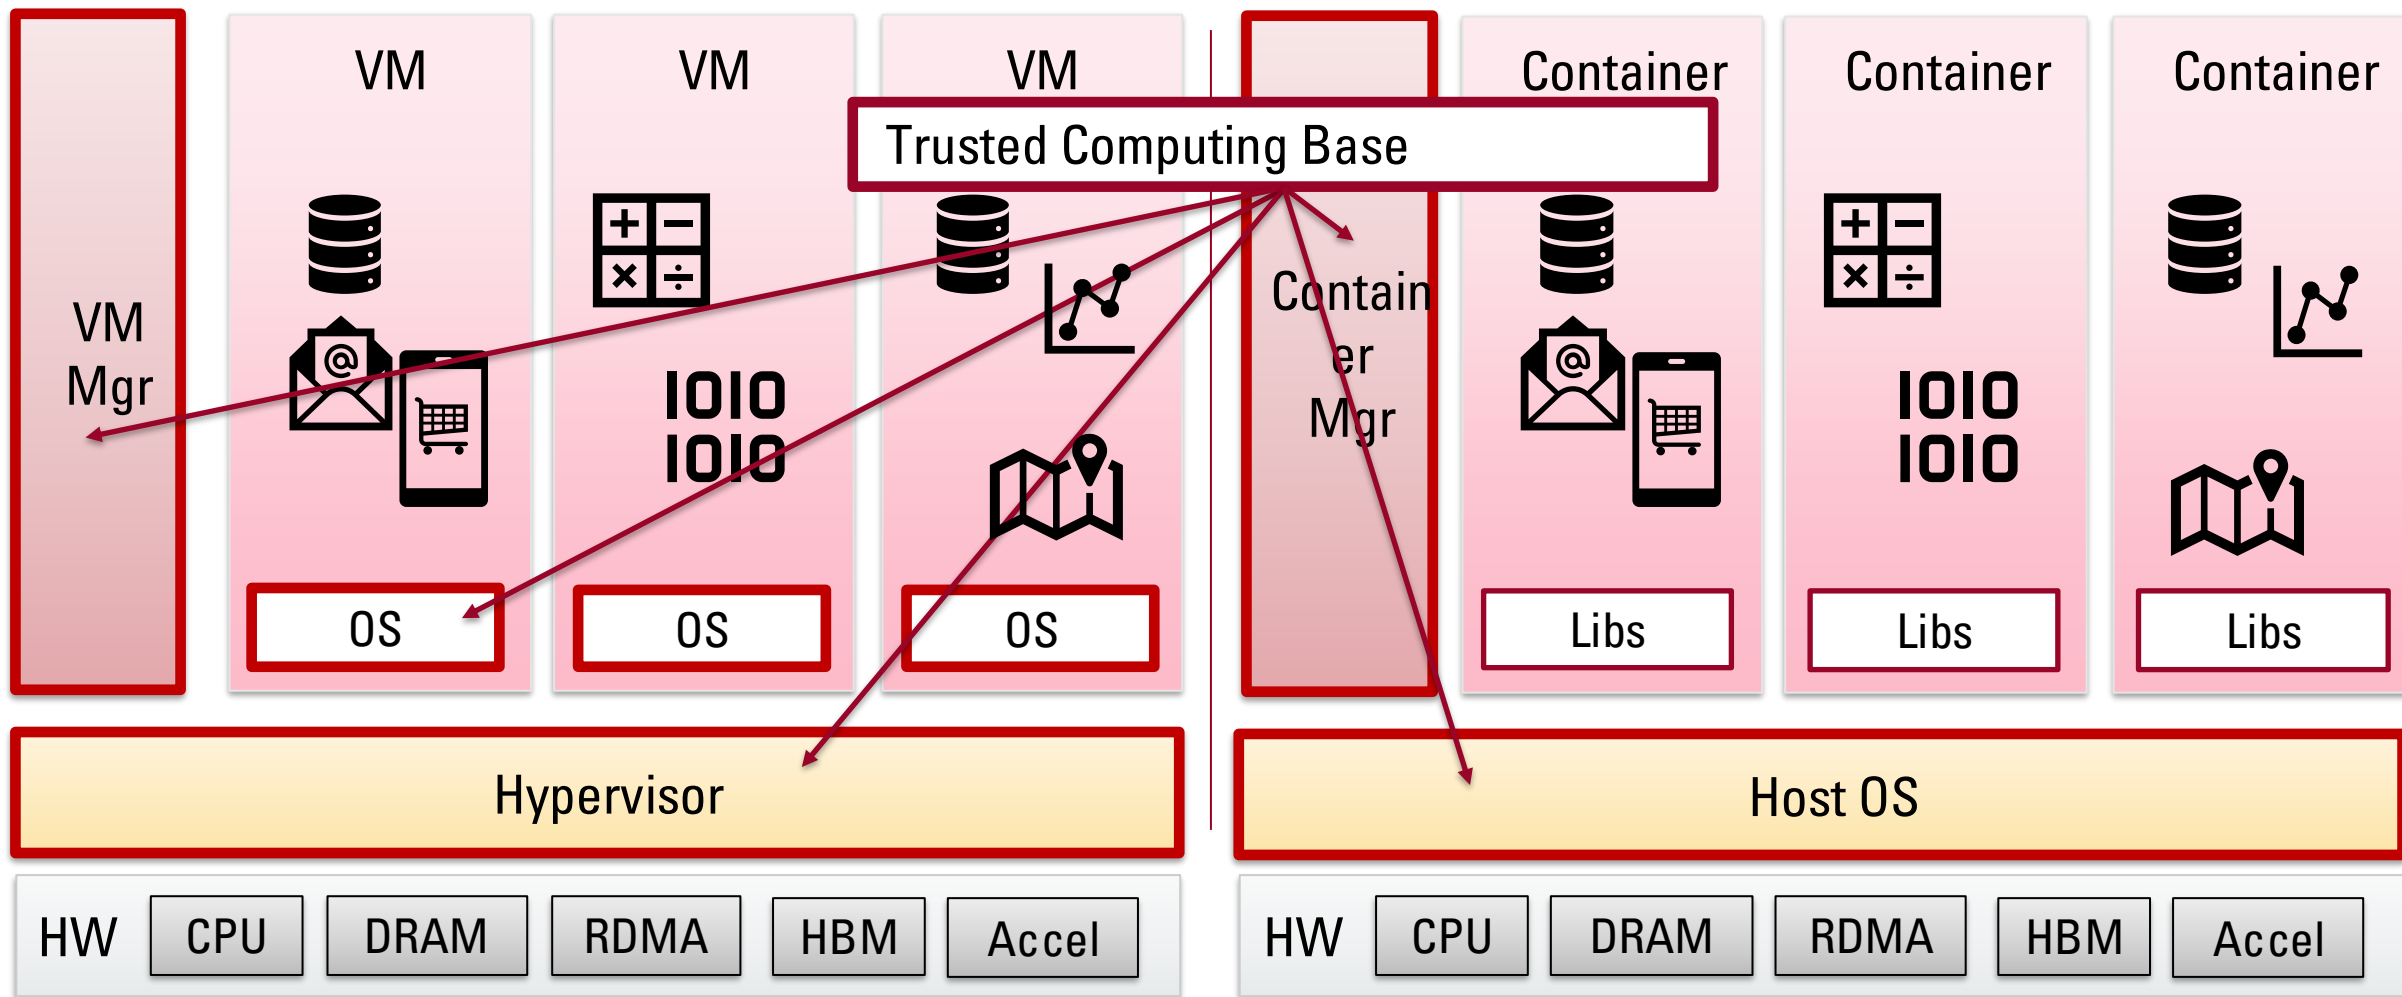 VM
VM
VM
Container
Container
Container
Trusted Computing Base
VM
Mgr
Contain
er
Mgr
@
@
1010
1010
1010
1010
OS
OS
OS
Libs
Libs
Libs
Hypervisor
Host OS
HW
CPU
DRAM
RDMA
HBM
Accel
HW
CPU
DRAM
RDMA
HBM
Accel